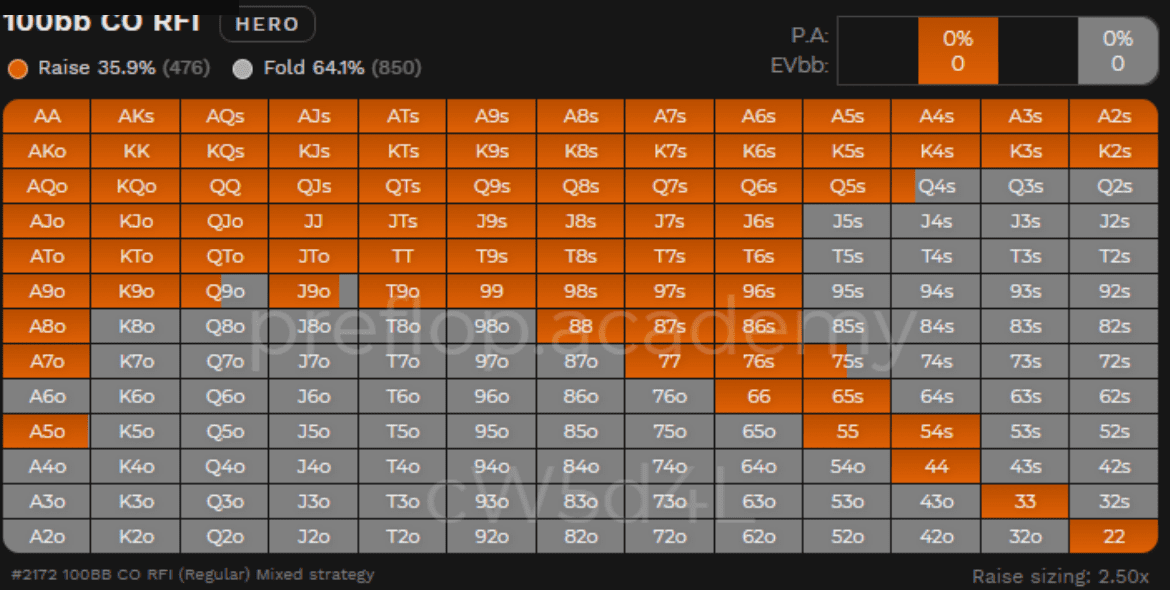 100bb CO RFI HERO
P.A: 0% 0%
EVbb: 0 0
Raise 35.9% (476) Fold 64.1% (850)
AA AKs AQs AJs ATs A9s A8s A7s A6s A5s A4s A3s A2s
AKo KK KQs KJs KTs K9s K8s K7s K6s K5s K4s K3s K2s
AQo KQo QQ QJs QTs Q9s Q8s Q7s Q6s Q5s Q4s Q3s Q2s
AJo KJo QJo JJ JTs J9s J8s J7s J6s J5s J4s J3s J2s
ATo KTo QTo JTo TT T9s T8s T7s T6s T5s T4s T3s T2s
A9o K9o Q9o J9o T9o 99 98s 97s 96s 95s 94s 93s 92s
A8o K8o Q8o J8o T8o 98o 88 87s 86s 85s 84s 83s 82s
preflop.academy
A7o K7o Q7o J7o T7o 97o 87o 77 76s 75s 74s 73s 72s
A6o K6o Q6o J6o T6o 96o 86o 76o 66 65s 64s 63s 62s
A5o K5o Q5o J5o T5o 95o 85o 75o 65o 55 54s 53s 52s
A4o K4o Q4o J4o T4o 94o 84o 74o 64o 54o 44 43s 42s
cW5d4L
A3o K3o Q3o J3o T3o 93o 83o 73o 63o 53o 43o 33 32s
A2o K2o Q2o J2o T2o 92o 82o 72o 62o 52o 42o 32o 22
#2172 100BB CO RFI (Regular) Mixed strategy Raise sizing: 2.50x